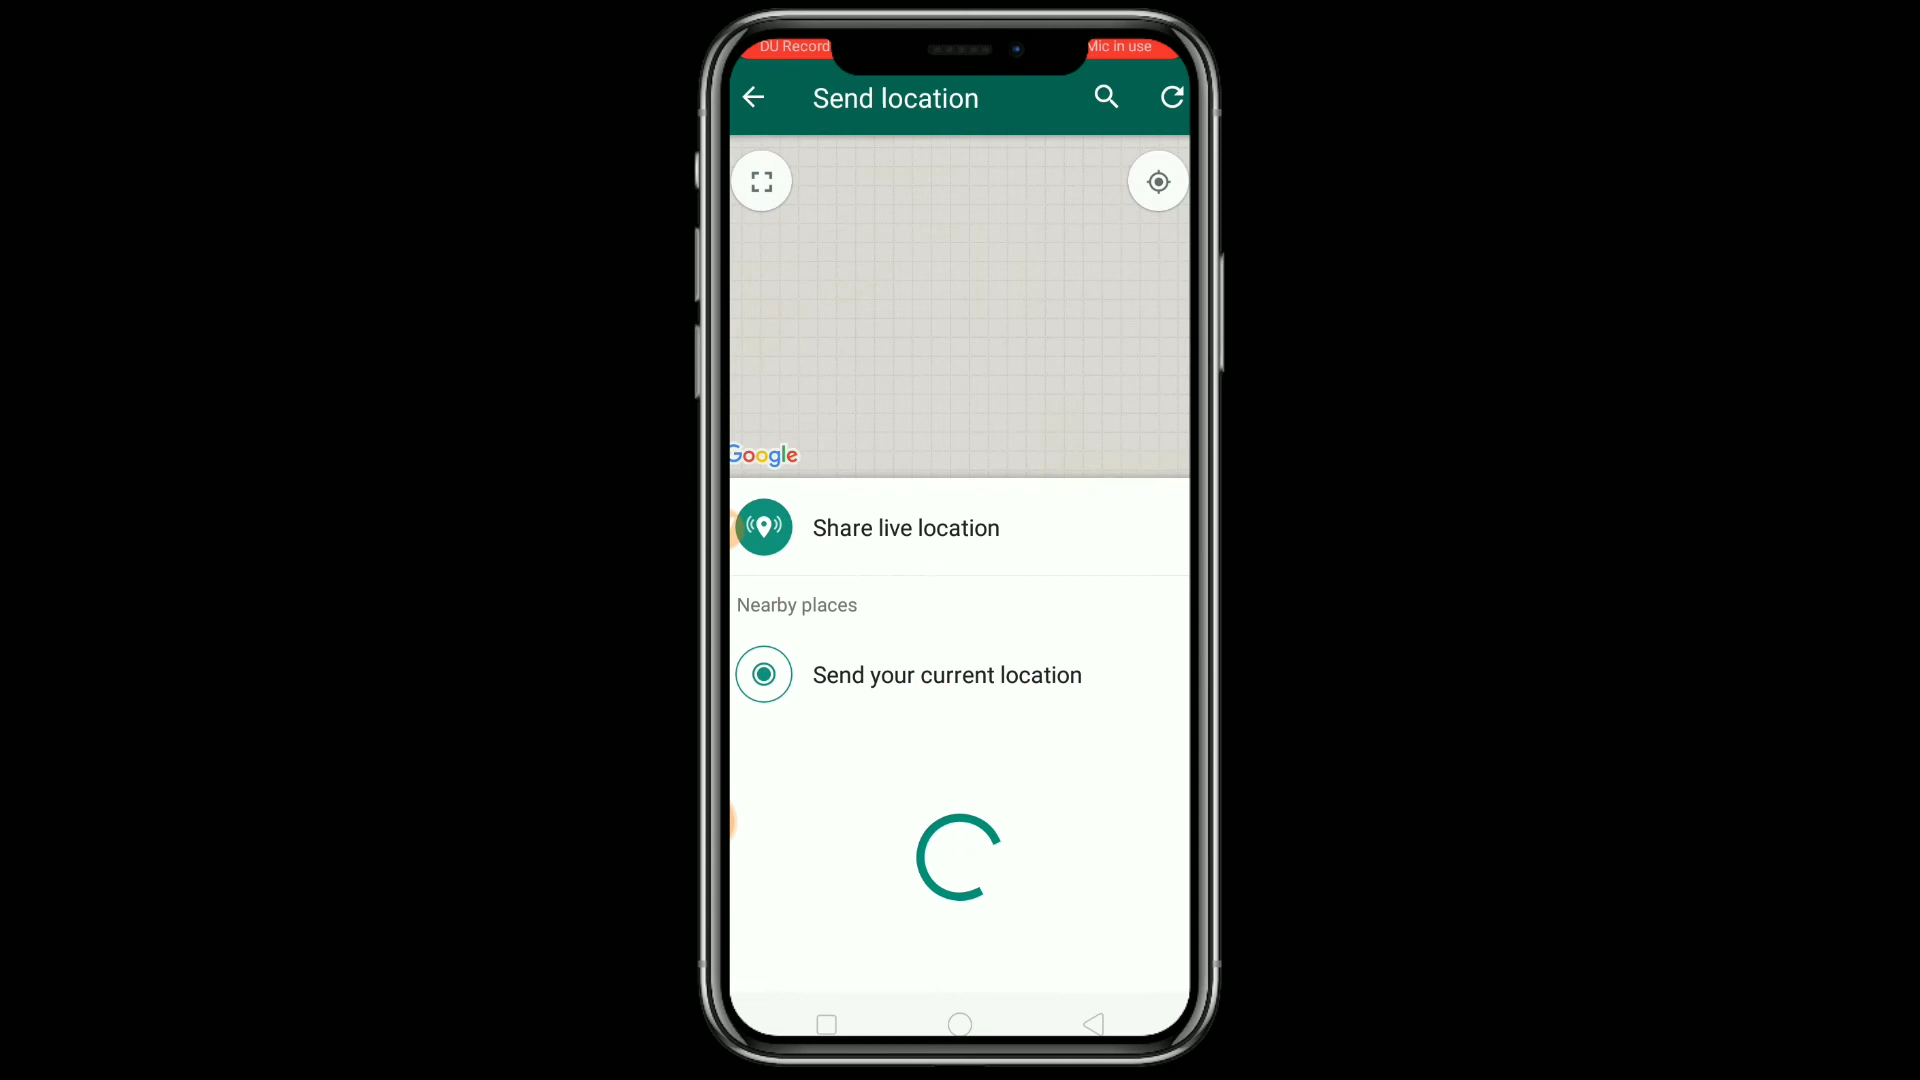 DU Record
Mic in use
Send location
Google
Share live location
Nearby places
Send your current location